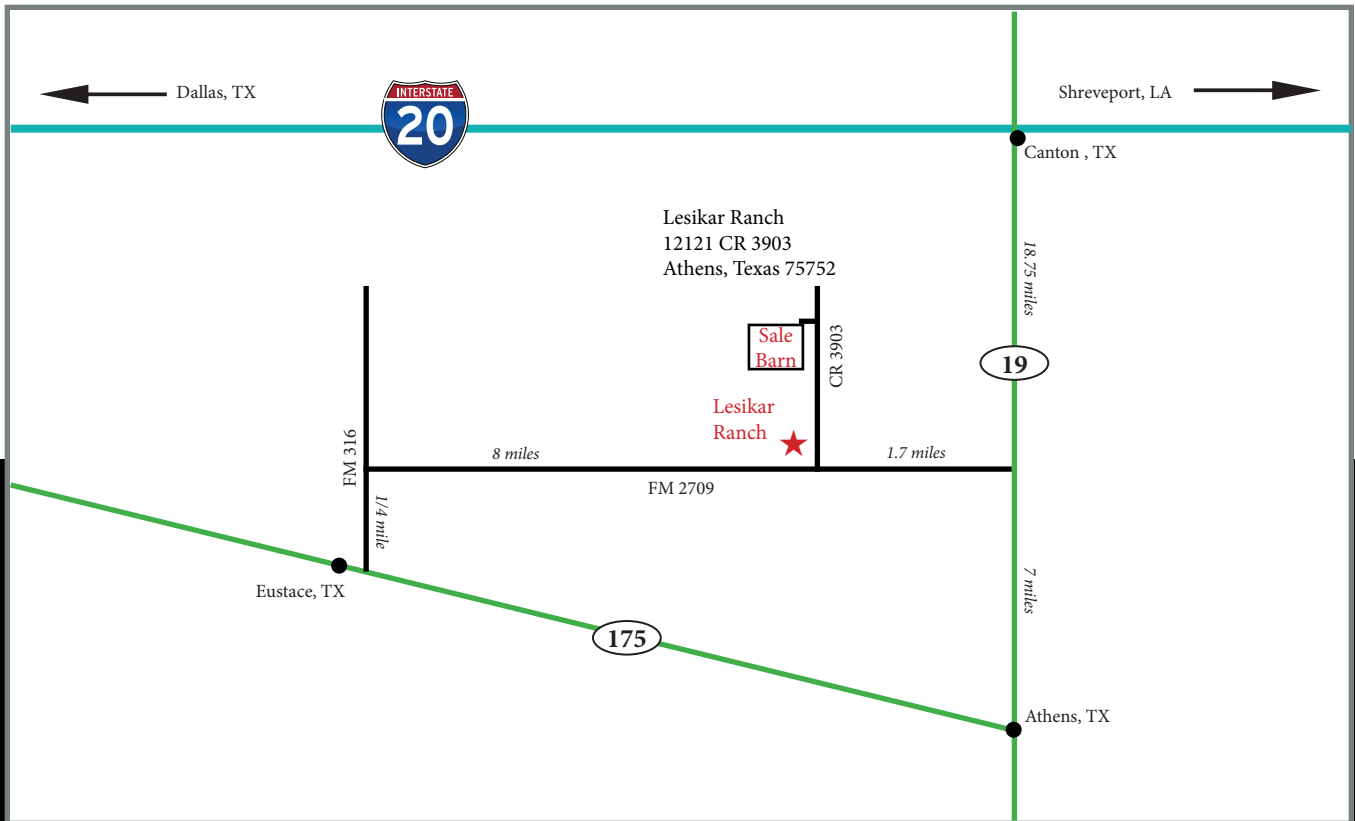 Dallas, TX
INTERSTATE
20
Shreveport, LA
Canton , TX
Lesikar Ranch
12121 CR 3903
Athens, Texas 75752
18.75 miles
Sale
Barn
CR 3903
19
Lesikar
Ranch
FM 316
8 miles
1.7 miles
FM 2709
1/4 mile
Eustace, TX
7 miles
175
Athens, TX